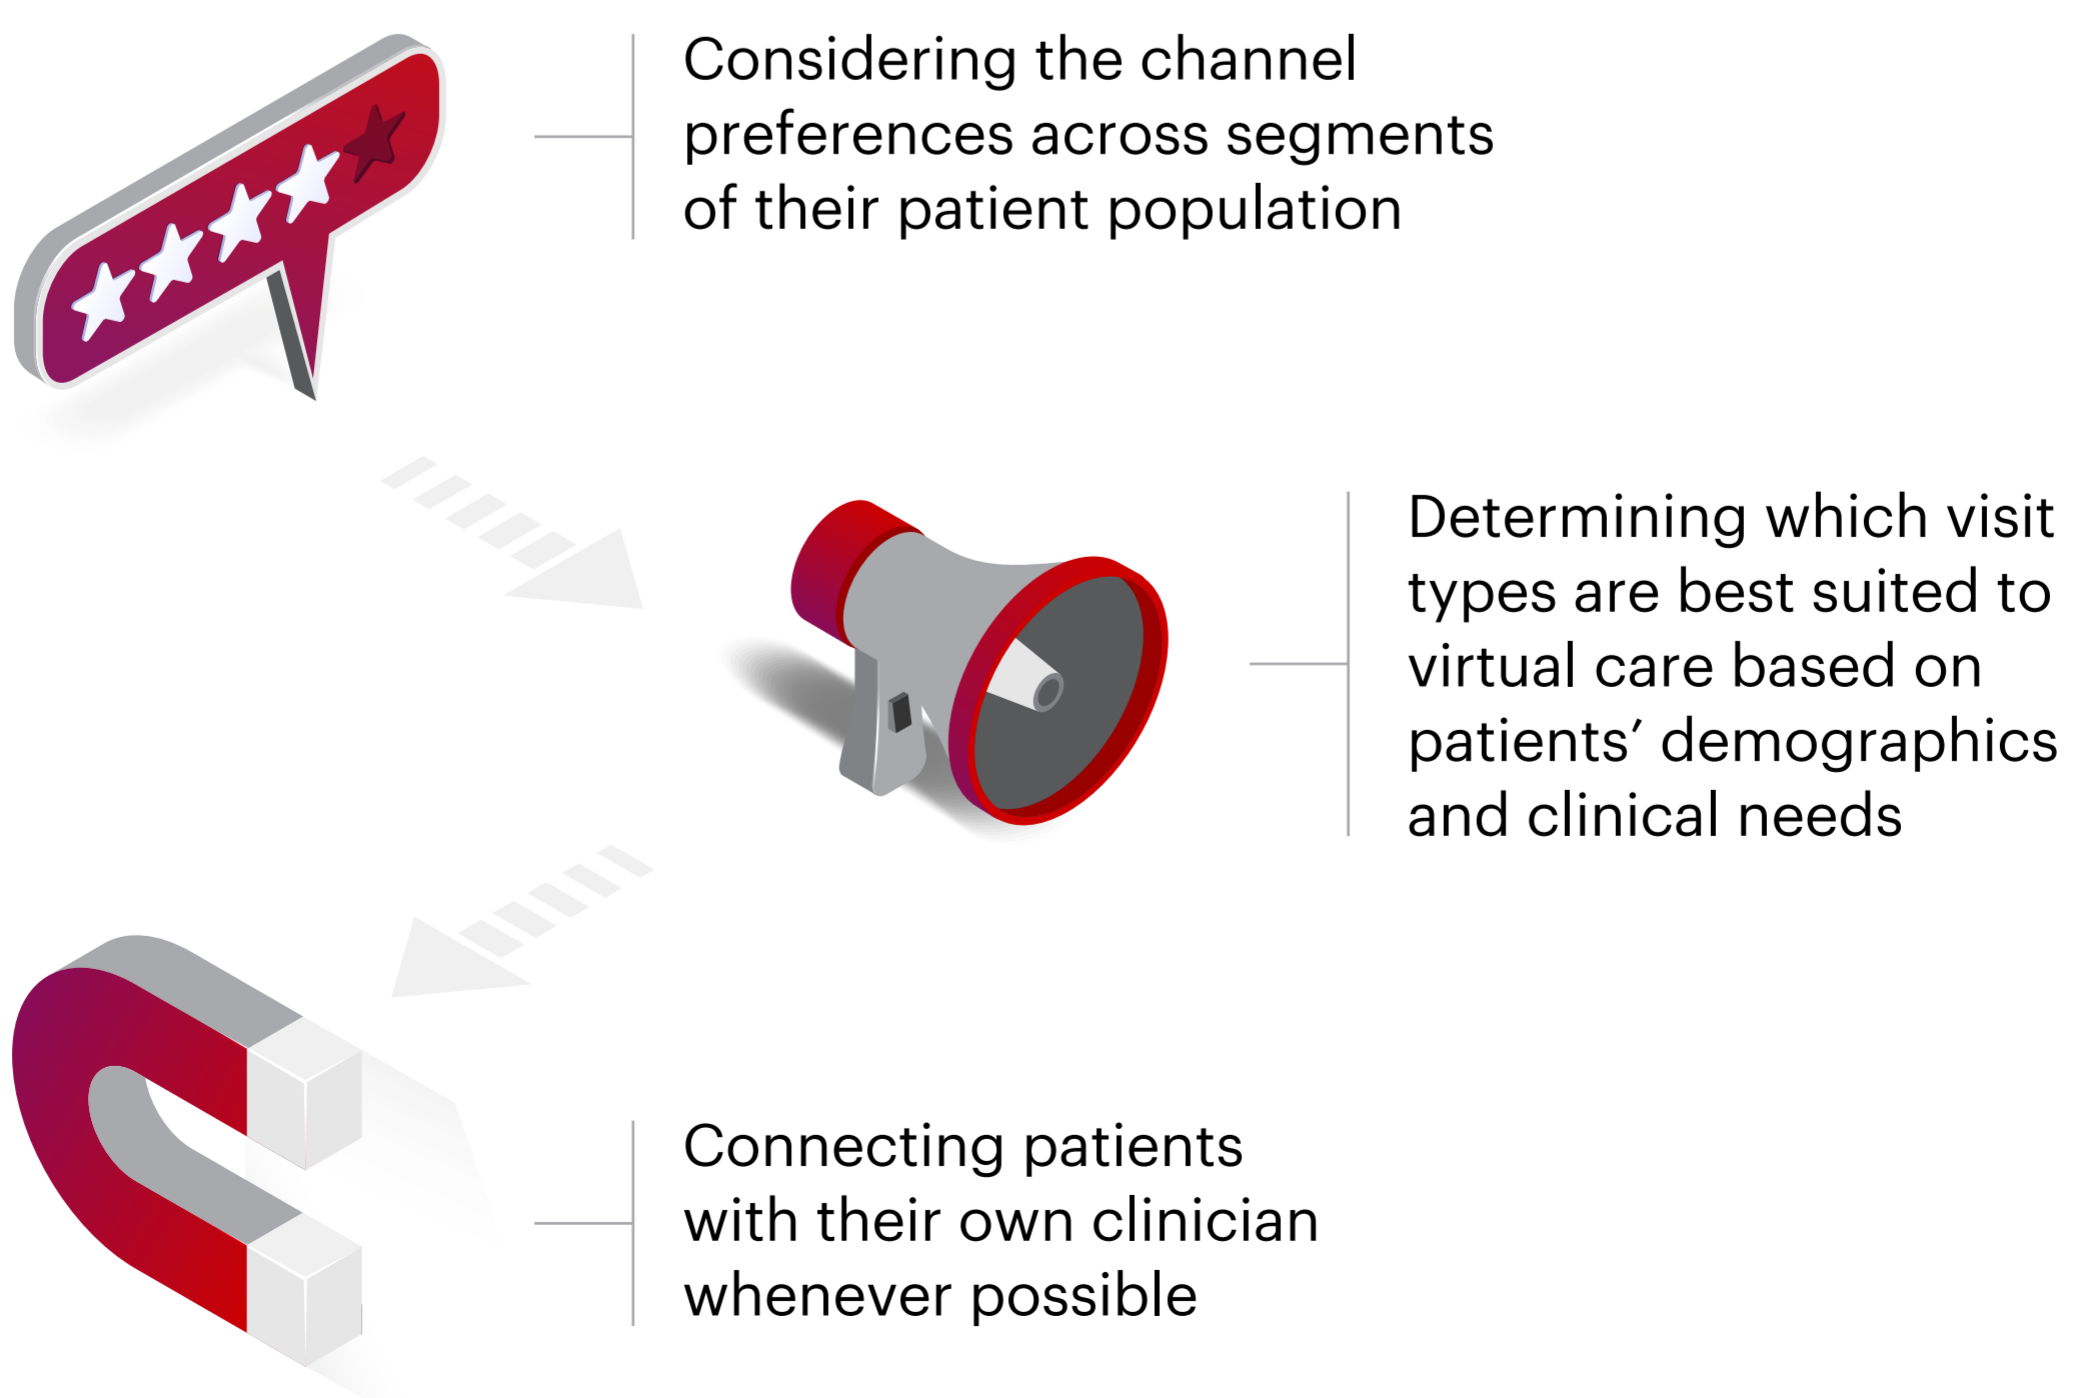 Considering the channel
preferences across segments
of their patient population
Determining which visit
types are best suited to
virtual care based on
patients’ demographics
and clinical needs
Connecting patients
with their own clinician
whenever possible